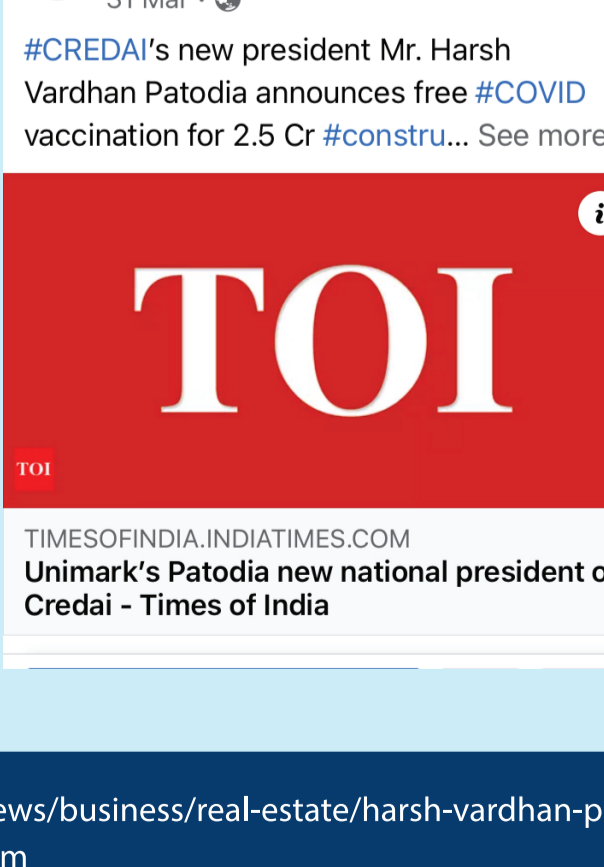 31 Mar ·
#CREDAI's new president Mr. Harsh
Vardhan Patodia announces free #COVID
vaccination for 2.5 Cr #constru... See more
i
TOI
TOI
TIMESOFINDIA.INDIATIMES.COM
Unimark's Patodia new national president o
Credai - Times of India
ews/business/real-estate/harsh-vardhan-p
m